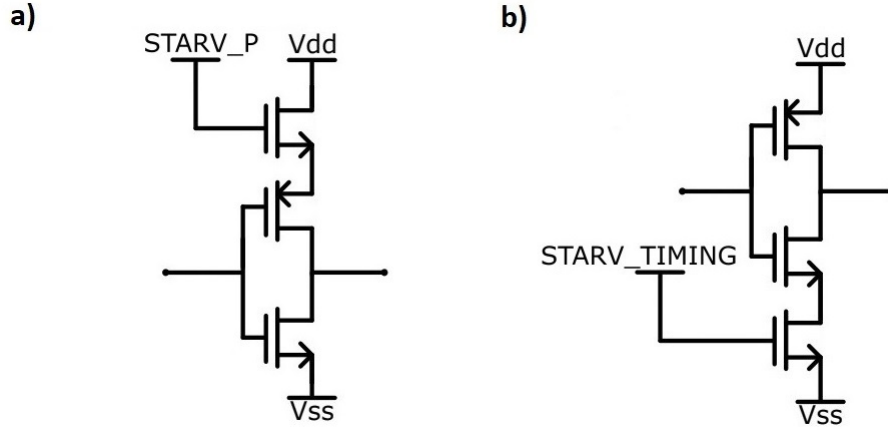 a)
STARV_P
Vdd
Vss
b)
Vdd
STARV_TIMING
Vss